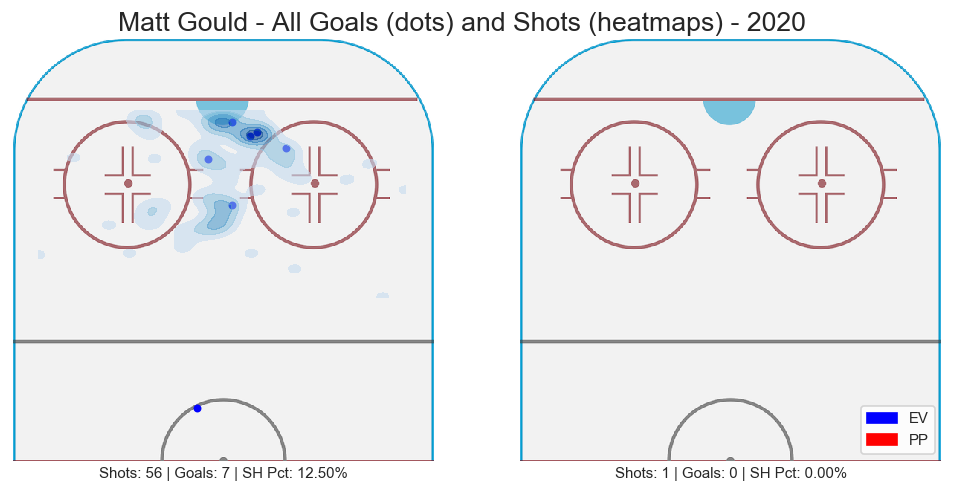 Matt Gould - All Goals (dots) and Shots (heatmaps) - 2020
EV
PP
Shots: 56 | Goals: 7 | SH Pct: 12.50%
Shots: 1 | Goals: 0 | SH Pct: 0.00%